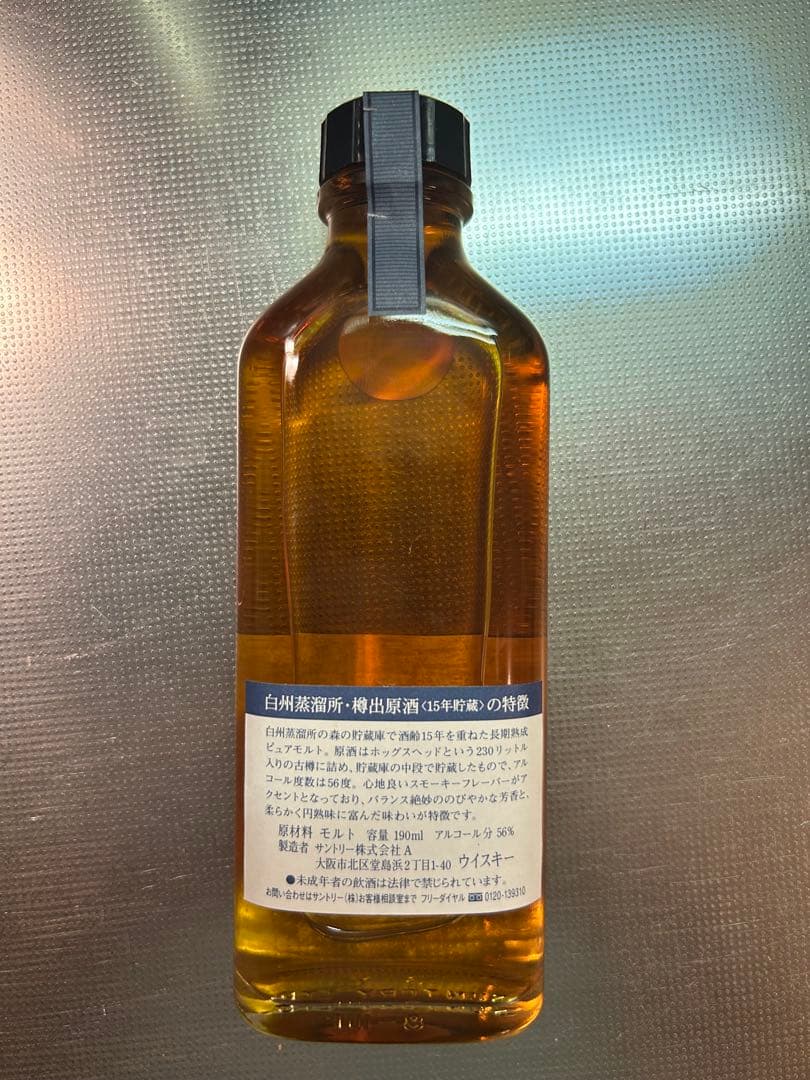 白州蒸溜所・樽出原酒〈15年貯蔵〉の特徴
白州蒸溜所の森の貯蔵庫で酒齢15年を重ねた長期熟成
ピュアモルト。原酒はホッグスヘッドという230リットル
入りの古樽に詰め、貯蔵庫の中段で貯蔵したもので、アル
コール度数は56度。心地良いスモーキーフレーバーがア
クセントとなっており、バランス絶妙ののびやかな芳香と、
柔らかく円熟味に富んだ味わいが特徴です。
原材料 モルト 容量 190ml アルコール分 56%
製造者 サントリー株式会社 A
大阪市北区堂島浜2丁目1-40 ウイスキー
●未成年者の飲酒は法律で禁じられています。
お問い合わせはサントリー(株)お客様相談室まで フリーダイヤル 0120-139310